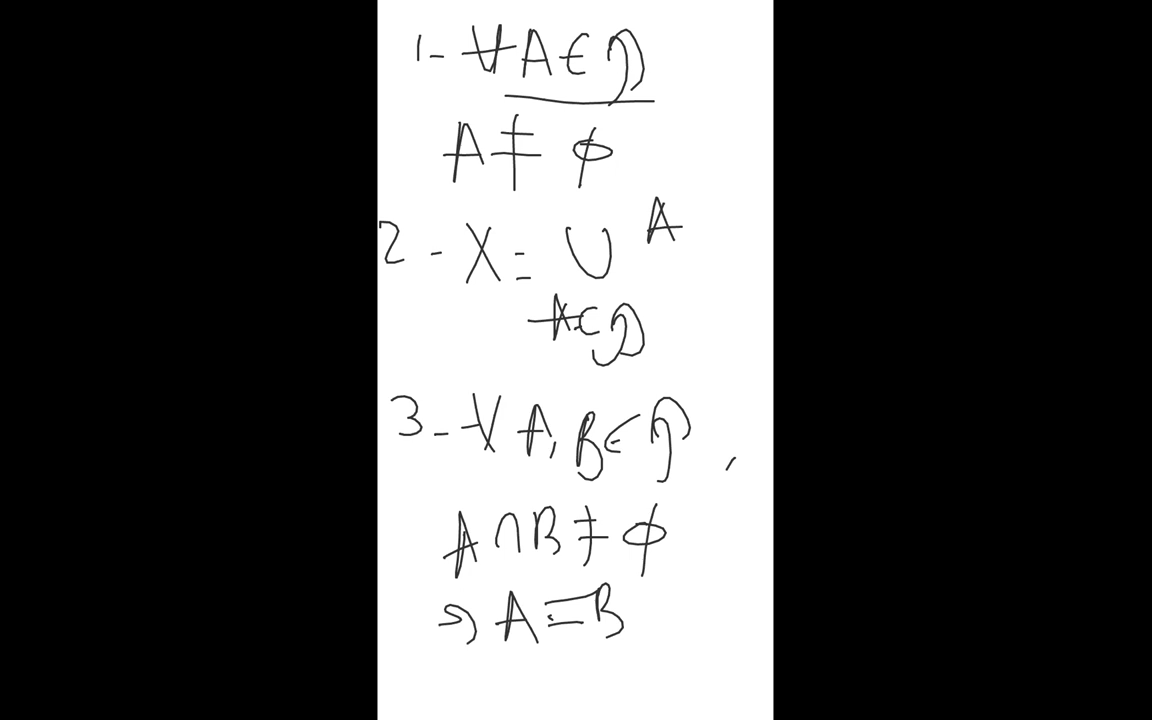 1- ∀A∈𝒫
A≠ϕ
2- X= ∪ A
A∈𝒫
3- ∀ A, B∈𝒫,
A∩B≠ϕ
⇒ A=B